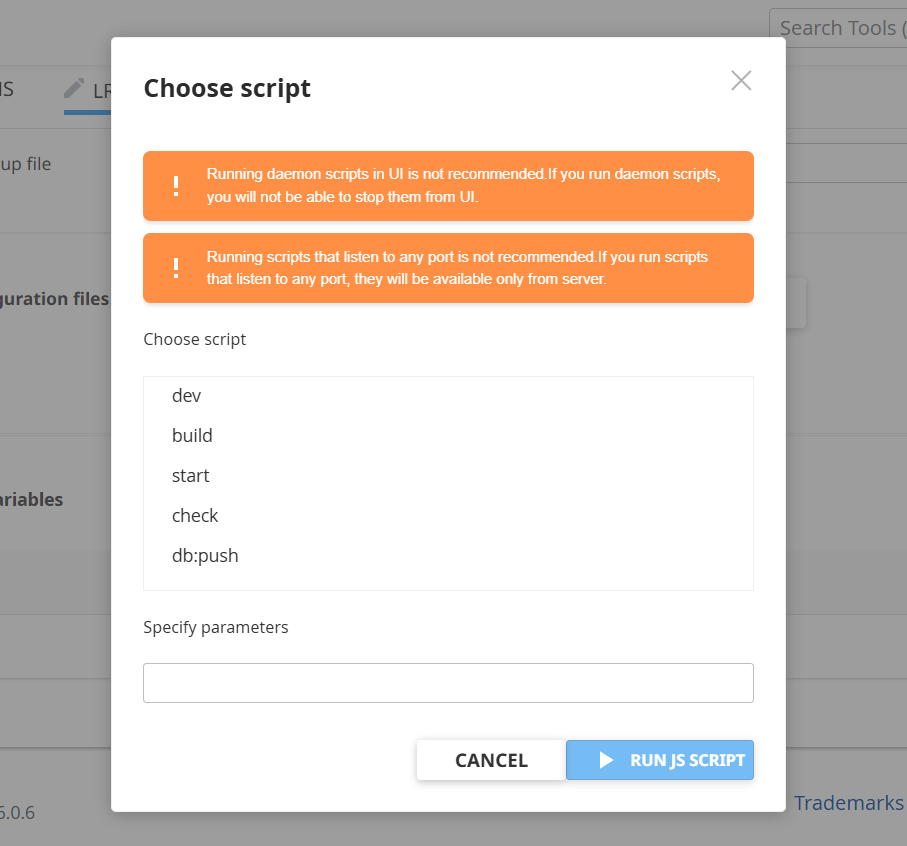 Search Tools (
Choose script
NS
LR
Running daemon scripts in UI is not recommended.If you run daemon scripts,
you will not be able to stop them from UI.
up file
Running scripts that listen to any port is not recommended.If you run scripts
that listen to any port, they will be available only from server.
guration files
Choose script
dev
build
start
ariables
check
db:push
Specify parameters
CANCEL
RUN JS SCRIPT
Trademarks
6.0.6